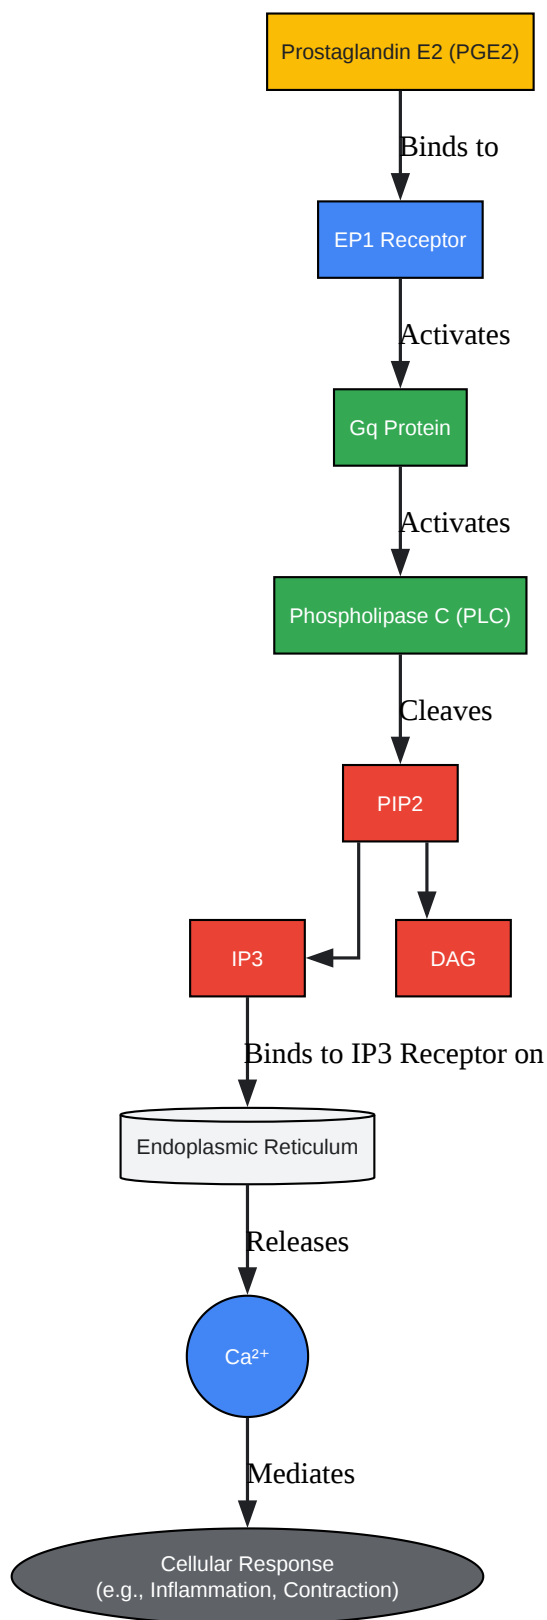 Prostaglandin E2 (PGE2)
Binds to
EP1 Receptor
Activates
Gq Protein
Activates
Phospholipase C (PLC)
Cleaves
PIP2
IP3
DAG
Binds to IP3 Receptor on
Endoplasmic Reticulum
Releases
Ca²⁺
Mediates
Cellular Response
(e.g., Inflammation, Contraction)